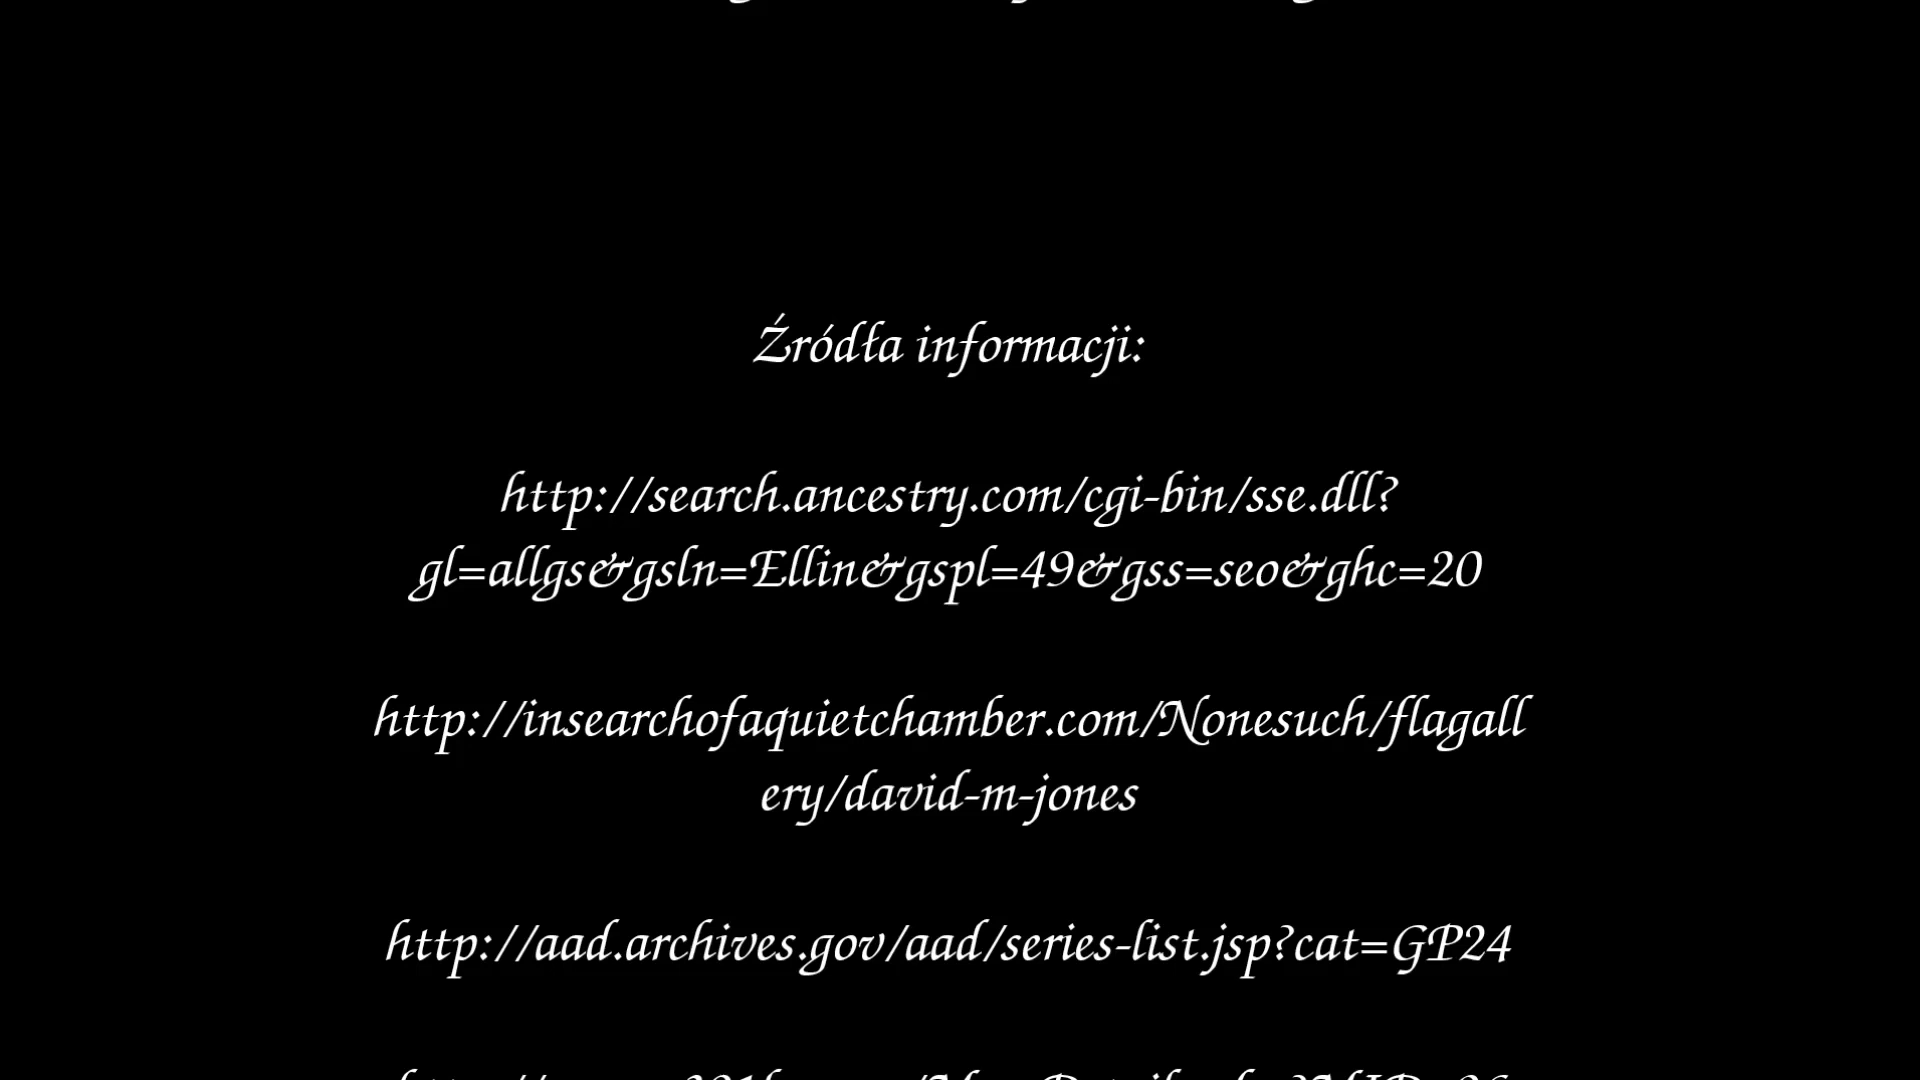 Źródła informacji:
http://search.ancestry.com/cgi-bin/sse.dll?
gl=allgs&gsln=Ellin&gspl=49&gss=seo&ghc=20
http://insearchofaquietchamber.com/Nonesuch/flagall
ery/david-m-jones
http://aad.archives.gov/aad/series-list.jsp?cat=GP24